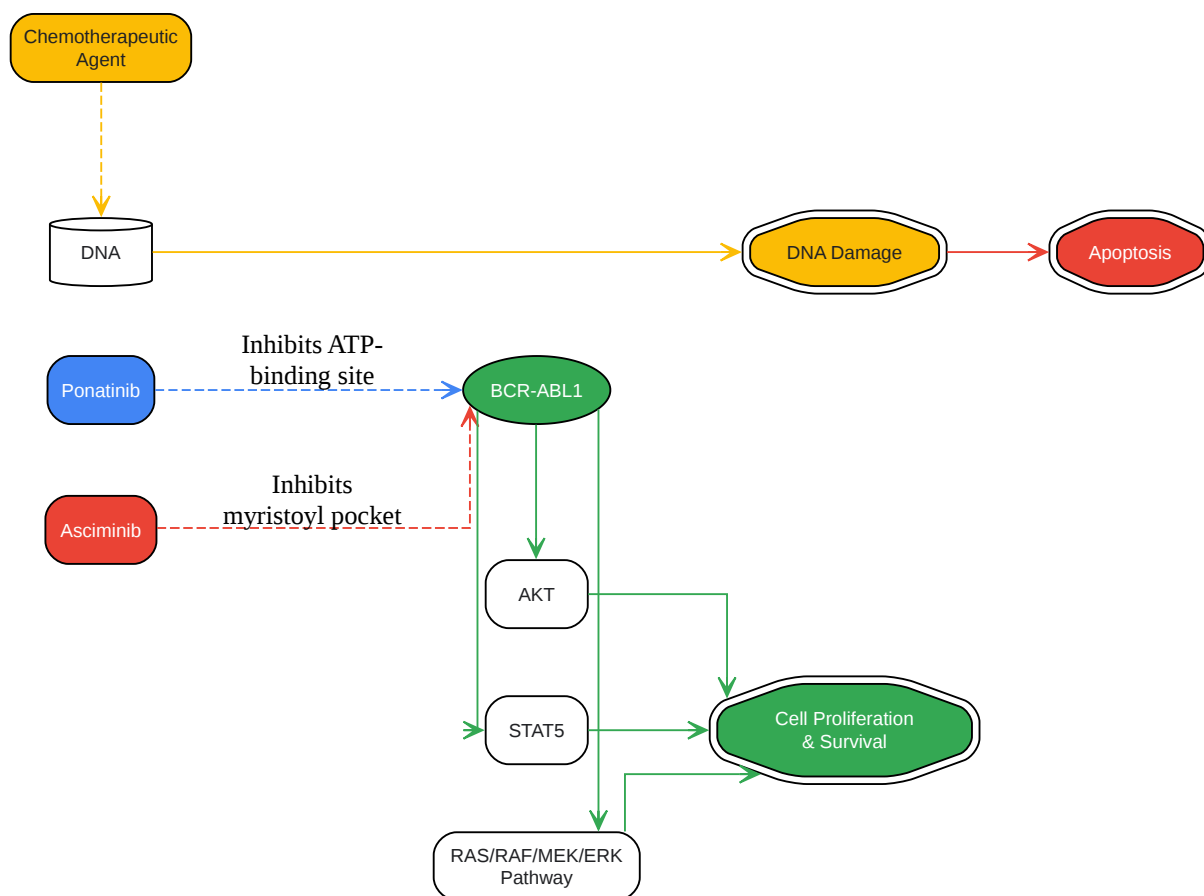 Chemotherapeutic
Agent
DNA
DNA Damage
Apoptosis
Inhibits ATP-
binding site
Ponatinib
BCR-ABL1
Inhibits
myristoyl pocket
Asciminib
AKT
STAT5
Cell Proliferation
& Survival
RAS/RAF/MEK/ERK
Pathway